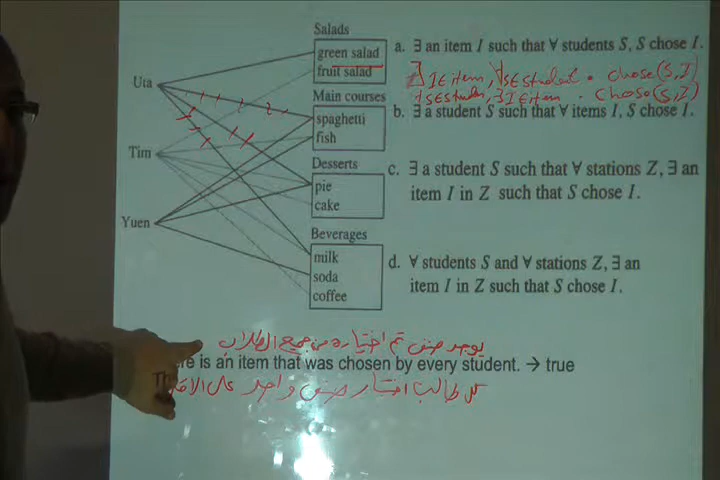 Salads
green salad
fruit salad
Main courses
spaghetti
fish
Desserts
pie
cake
Beverages
milk
soda
coffee
Uta
Tim
Yuen
a. ∃ an item I such that ∀ students S, S chose I.
∃ I ∈ item, ∀ s ∈ student • chose(S,I)
∀ s ∈ student, ∃ I ∈ item • chose(S,I)
b. ∃ a student S such that ∀ items I, S chose I.
c. ∃ a student S such that ∀ stations Z, ∃ an
item I in Z such that S chose I.
d. ∀ students S and ∀ stations Z, ∃ an
item I in Z such that S chose I.
يوجد صنف تم اختياره من جميع الطلاب
is an item that was chosen by every student. → true
كل طالب اختار صنف واحد على الاقل